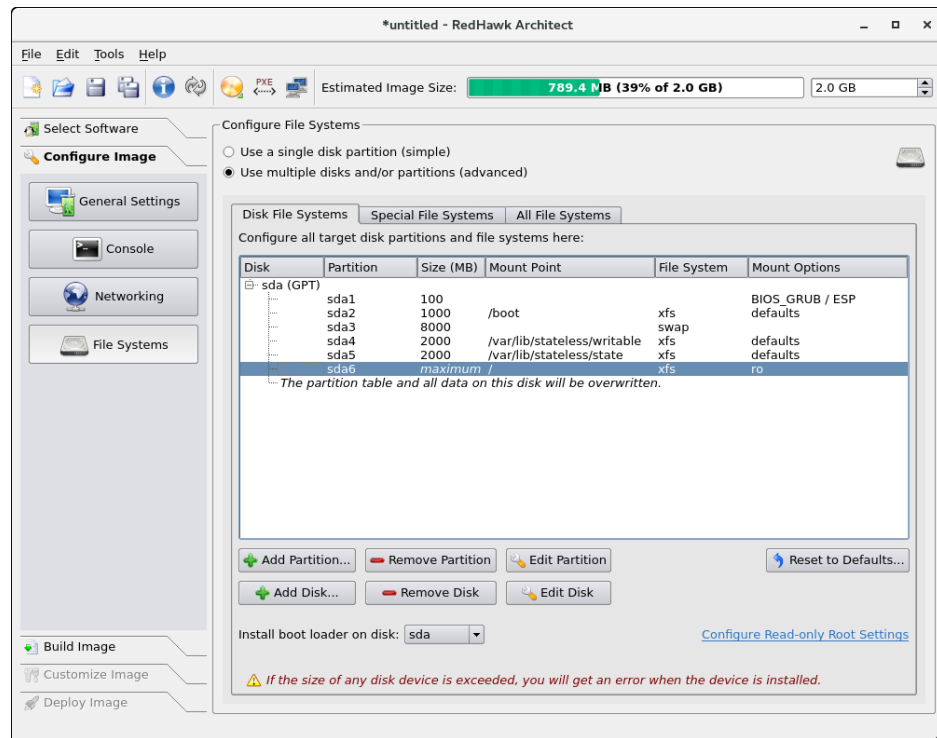 *untitled - RedHawk Architect
File Edit Tools Help
PXE
Estimated Image Size: 789.4 MB (39% of 2.0 GB) 2.0 GB
Select Software
Configure Image
General Settings
Console
Networking
File Systems
Build Image
Customize Image
Deploy Image
Configure File Systems
Use a single disk partition (simple)
Use multiple disks and/or partitions (advanced)
Disk File Systems Special File Systems All File Systems
Configure all target disk partitions and file systems here:
Disk Partition Size (MB) Mount Point File System Mount Options
sda (GPT)
sda1 100 BIOS_GRUB / ESP
sda2 1000 /boot xfs defaults
sda3 8000 swap
sda4 2000 /var/lib/stateless/writable xfs defaults
sda5 2000 /var/lib/stateless/state xfs defaults
sda6 maximum / xfs ro
The partition table and all data on this disk will be overwritten.
Add Partition... Remove Partition Edit Partition Reset to Defaults...
Add Disk... Remove Disk Edit Disk
Install boot loader on disk: sda Configure Read-only Root Settings
If the size of any disk device is exceeded, you will get an error when the device is installed.